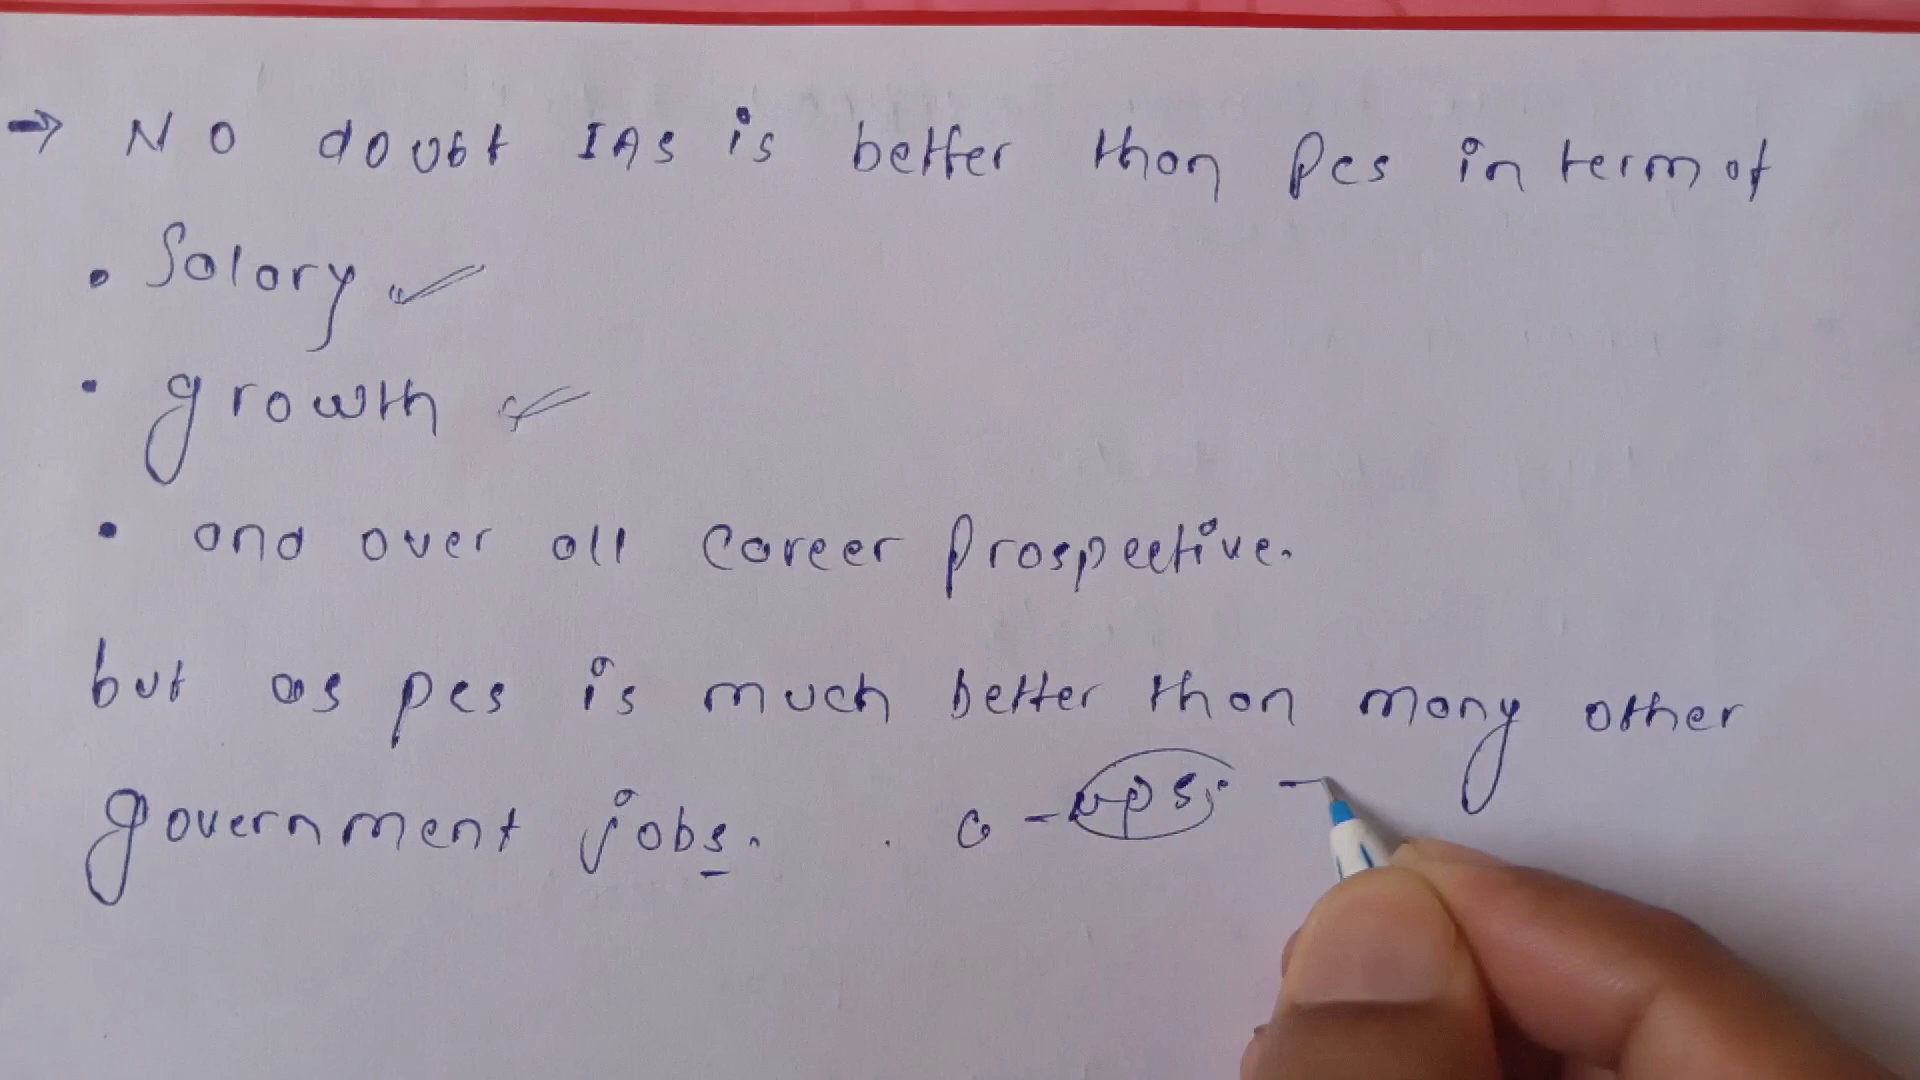 → No doubt IAS is better than Pcs in term of
• Salary ✓
• growth ✓
• and over all career Prospective.
but as pcs is much better than many other
government jobs.